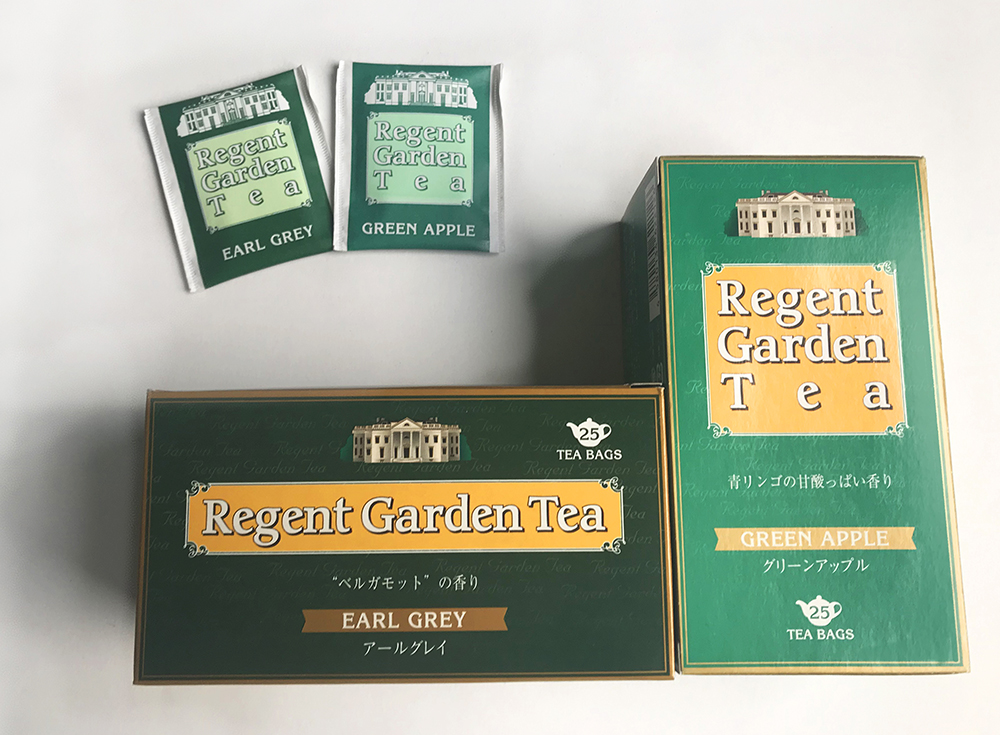 Regent
Garden
Tea
EARL GREY
Regent
Garden
Tea
GREEN APPLE
Regent
Garden
Tea
青リンゴの甘酸っぱい香り
GREEN APPLE
グリーンアップル
25
TEA BAGS
25
TEA BAGS
Regent Garden Tea
“ベルガモット”の香り
EARL GREY
アールグレイ